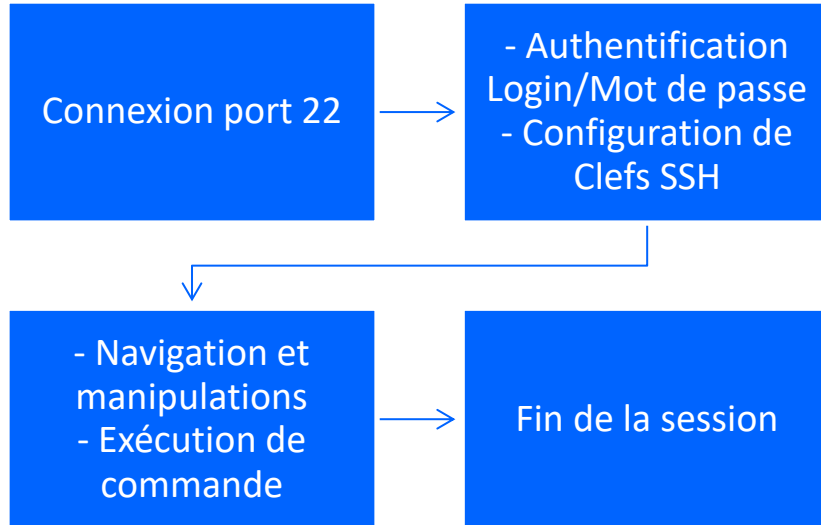 Connexion port 22
- Authentification
Login/Mot de passe
- Configuration de
Clefs SSH
- Navigation et
manipulations
- Exécution de
commande
Fin de la session